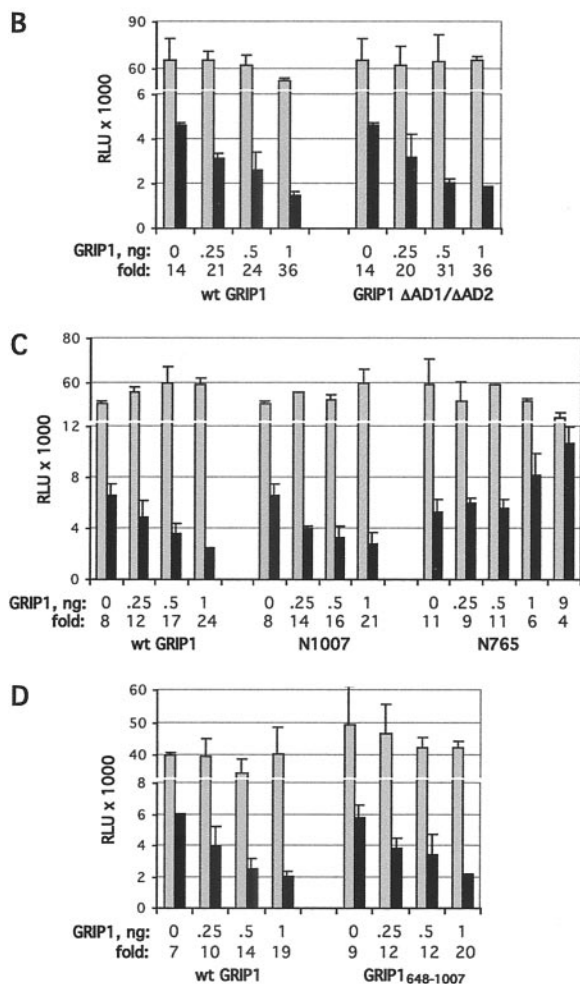 B
RLU x 1000
90
60
6
4
2
0
GRIP1, ng: 0 .25 .5 1 0 .25 .5 1
fold: 14 21 24 36 14 20 31 36
wt GRIP1 GRIP1 ΔAD1/ΔAD2
C
RLU x 1000
80
60
12
8
4
0
GRIP1, ng: 0 .25 .5 1 0 .25 .5 1 0 .25 .5 1 9
fold: 8 12 17 24 8 14 16 21 11 9 11 6 4
wt GRIP1 N1007 N765
D
RLU x 1000
60
50
40
8
6
4
2
0
GRIP1, ng: 0 .25 .5 1 0 .25 .5 1
fold: 7 10 14 19 9 12 12 20
wt GRIP1 GRIP1648-1007